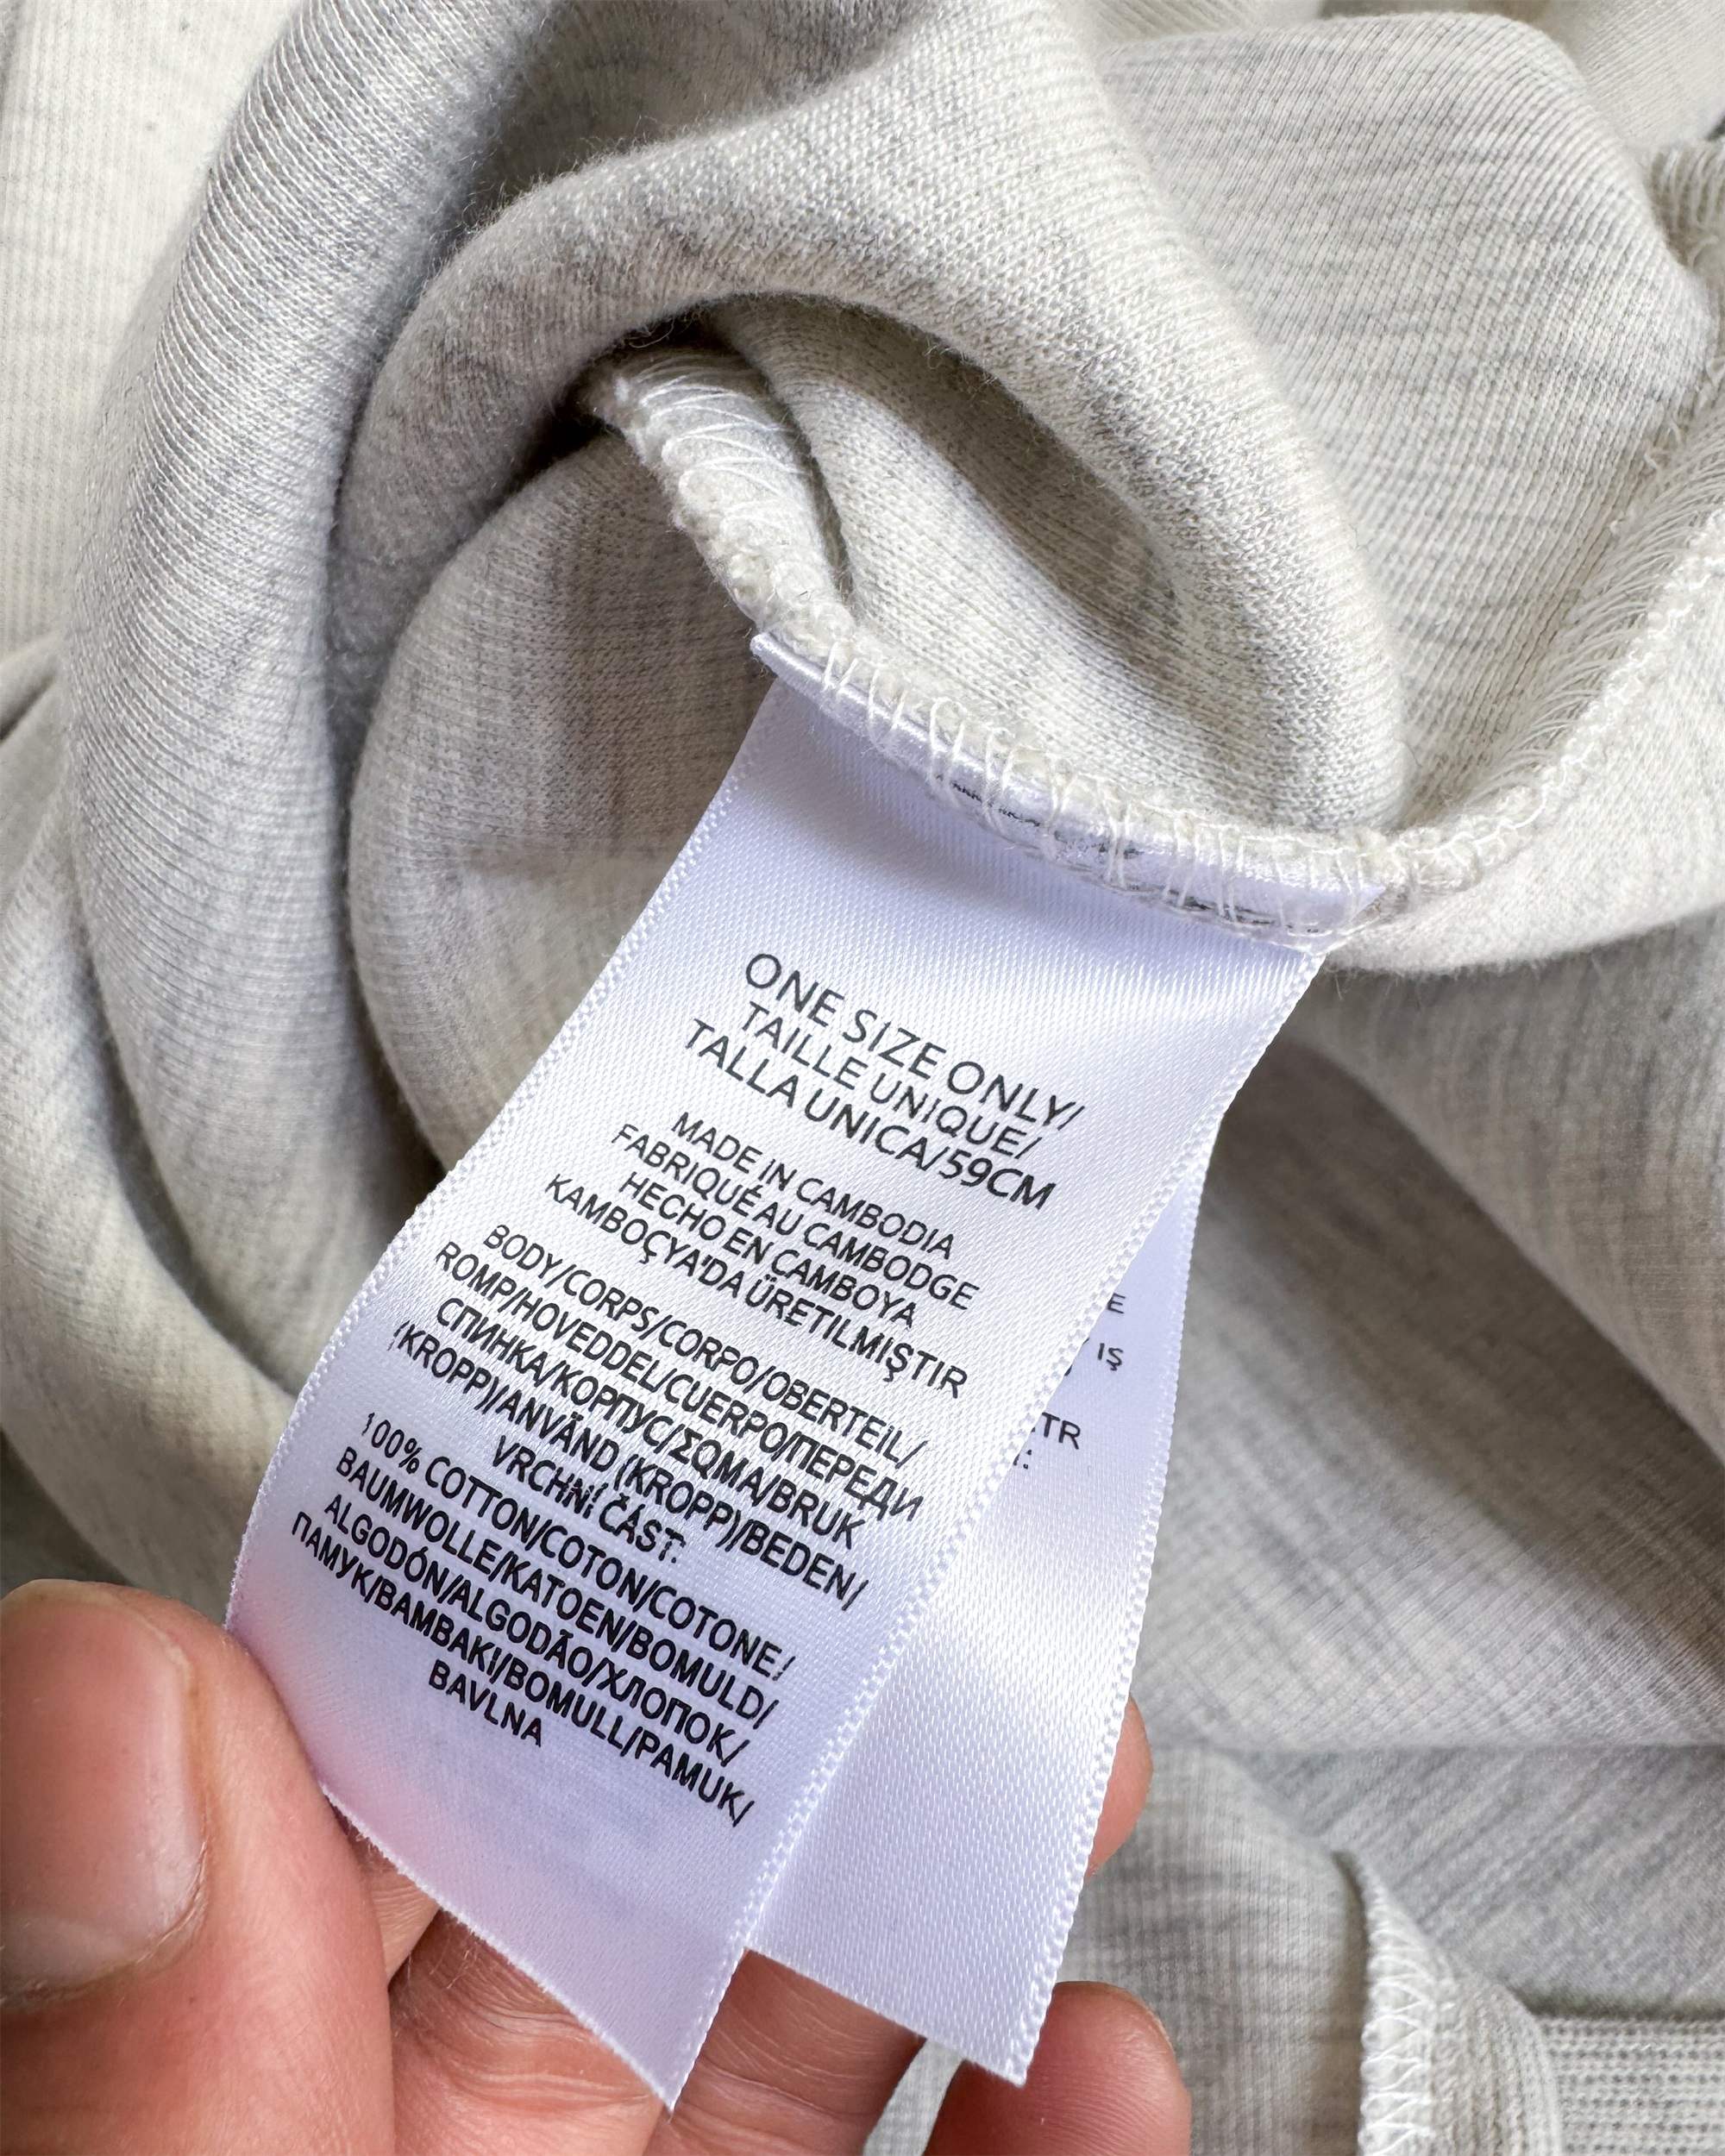 ONE SIZE ONLY/
TAILLE UNIQUE/
TALLA UNICA/59CM
MADE IN CAMBODIA
FABRIQUÉ AU CAMBODGE
HECHO EN CAMBOYA
KAMBOÇYA'DA ÜRETILMIŞTIR
BODY/CORPS/CORPO/OBERTEIL/
ROMP/HOVEDDEL/CUERPO/ПЕРЕДИ
СПИНКА/КОРПУС/ΣΩΜΑ/BRUK
(KROPP)/ANVÄND (KROPP)/BEDEN/
VRCHNÍ ČÁST:
100% COTTON/COTON/COTONE/
BAUMWOLLE/KATOEN/BOMULD/
ALGODÓN/ALGODÃO/ХЛОПОК/
ПАМУК/BAMBAKI/BOMULL/PAMUK/
BAVLNA
E
IŞ
TR